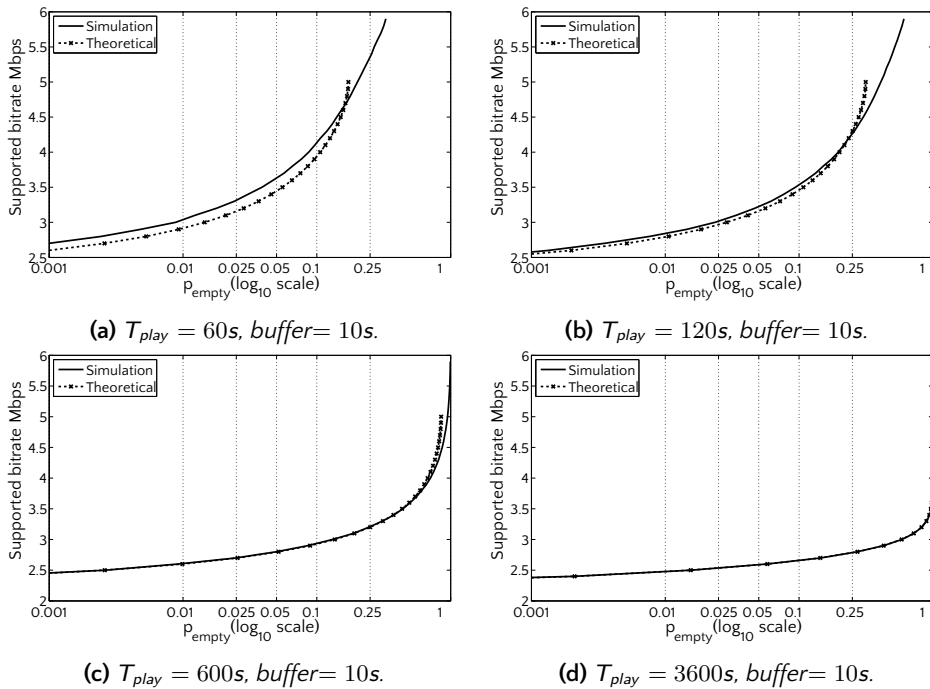 6
5.5
5
4.5
4
3.5
3
2.5
Supported bitrate Mbps
Simulation
Theoretical
0.001 0.01 0.025 0.05 0.1 0.25 1
p_empty(log_10 scale)
(a) T_play = 60s, buffer= 10s.
6
5.5
5
4.5
4
3.5
3
2.5
Supported bitrate Mbps
Simulation
Theoretical
0.001 0.01 0.025 0.05 0.1 0.25 1
p_empty(log_10 scale)
(b) T_play = 120s, buffer= 10s.
6
5.5
5
4.5
4
3.5
3
2.5
2
Supported bitrate Mbps
Simulation
Theoretical
0.001 0.01 0.025 0.05 0.1 0.25 1
p_empty(log_10 scale)
(c) T_play = 600s, buffer= 10s.
6
5.5
5
4.5
4
3.5
3
2.5
2
Supported bitrate Mbps
Simulation
Theoretical
0.001 0.01 0.025 0.05 0.1 0.25 1
p_empty(log_10 scale)
(d) T_play = 3600s, buffer= 10s.